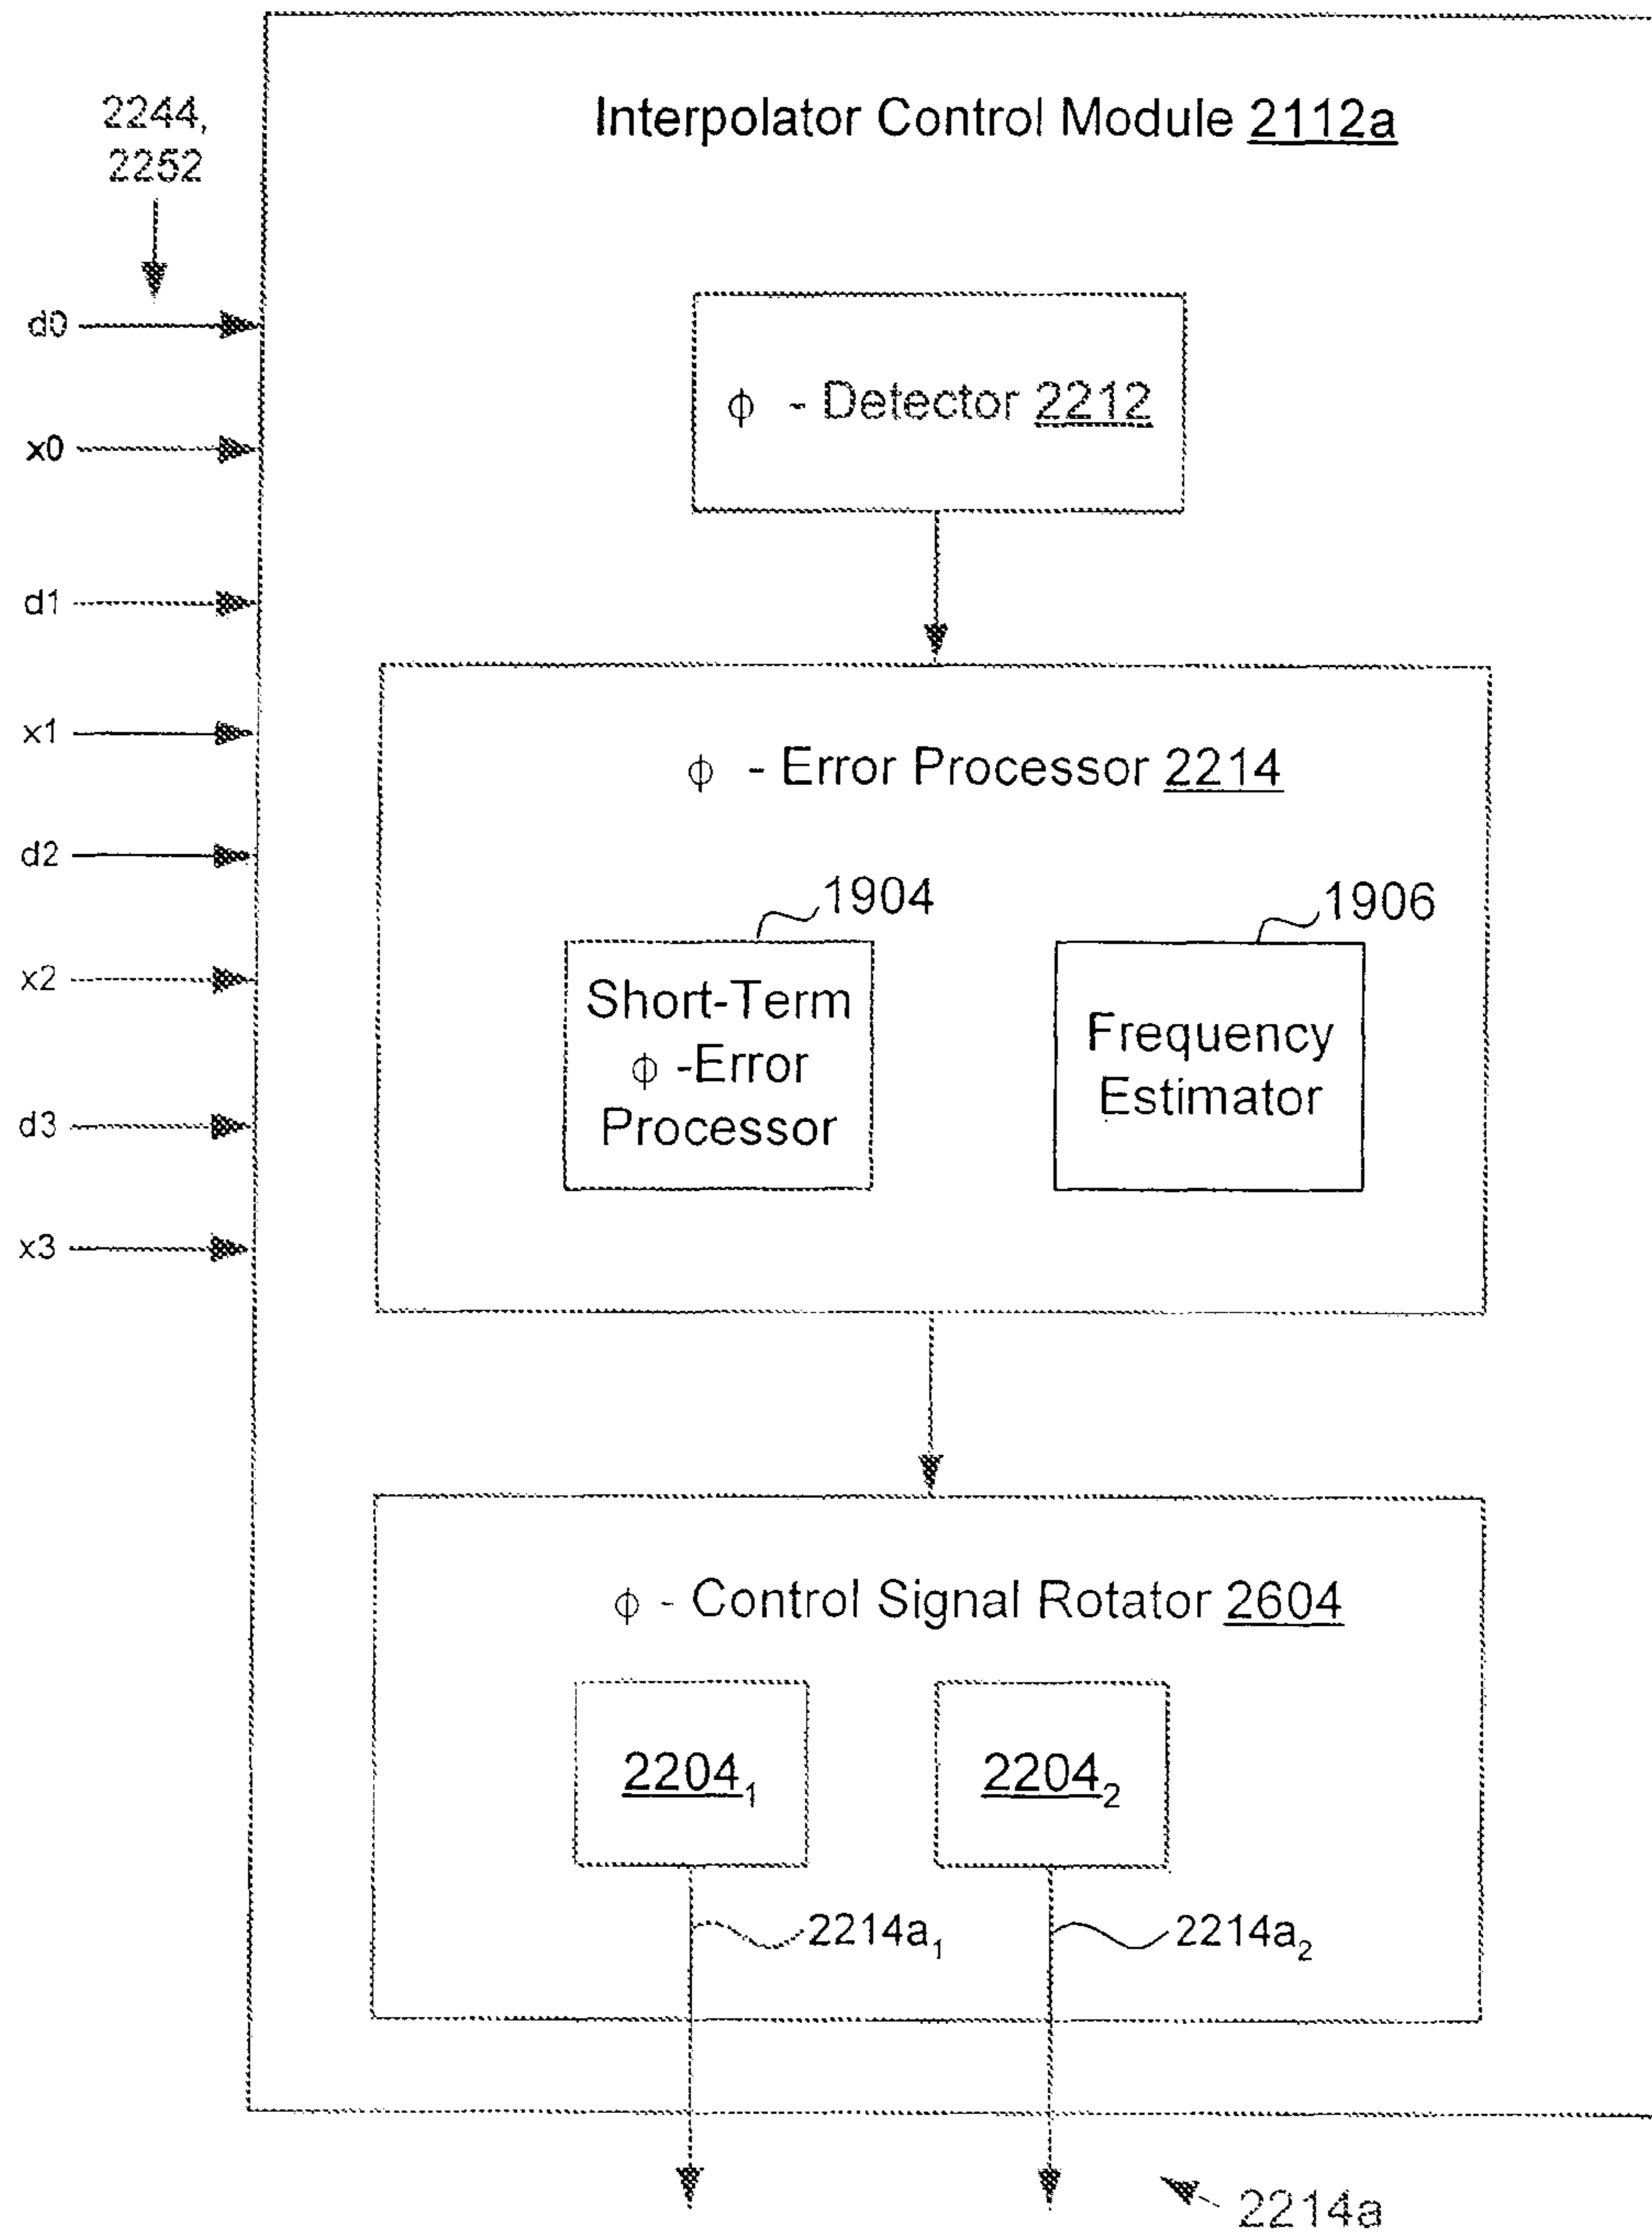 2244,
2252
Interpolator Control Module 2112a
d0
x0
d1
x1
d2
x2
d3
x3
ϕ - Detector 2212
ϕ - Error Processor 2214
1904
1906
Short-Term
ϕ -Error
Processor
Frequency
Estimator
ϕ - Control Signal Rotator 2604
2204₁
2204₂
2214a₁
2214a₂
2214a